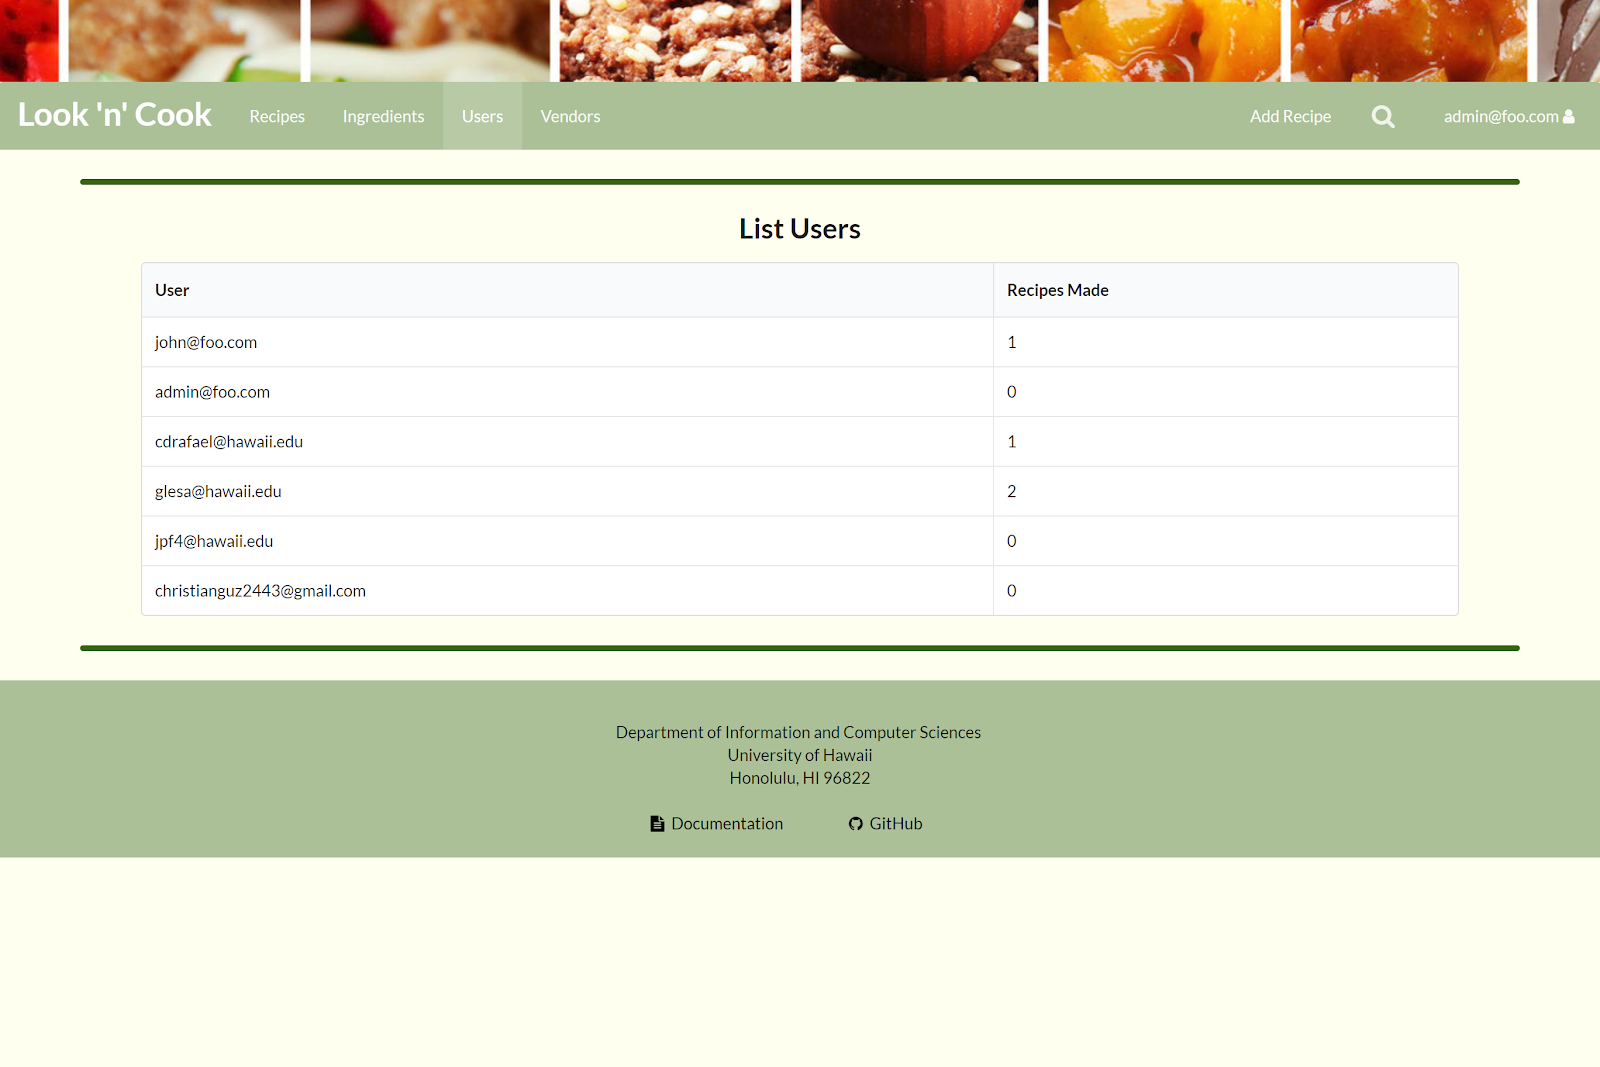 Look 'n' Cook Recipes Ingredients Users Vendors Add Recipe admin@foo.com
List Users
User Recipes Made
john@foo.com 1
admin@foo.com 0
cdrafael@hawaii.edu 1
glesa@hawaii.edu 2
jpf4@hawaii.edu 0
christianguz2443@gmail.com 0
Department of Information and Computer Sciences
University of Hawaii
Honolulu, HI 96822
Documentation GitHub